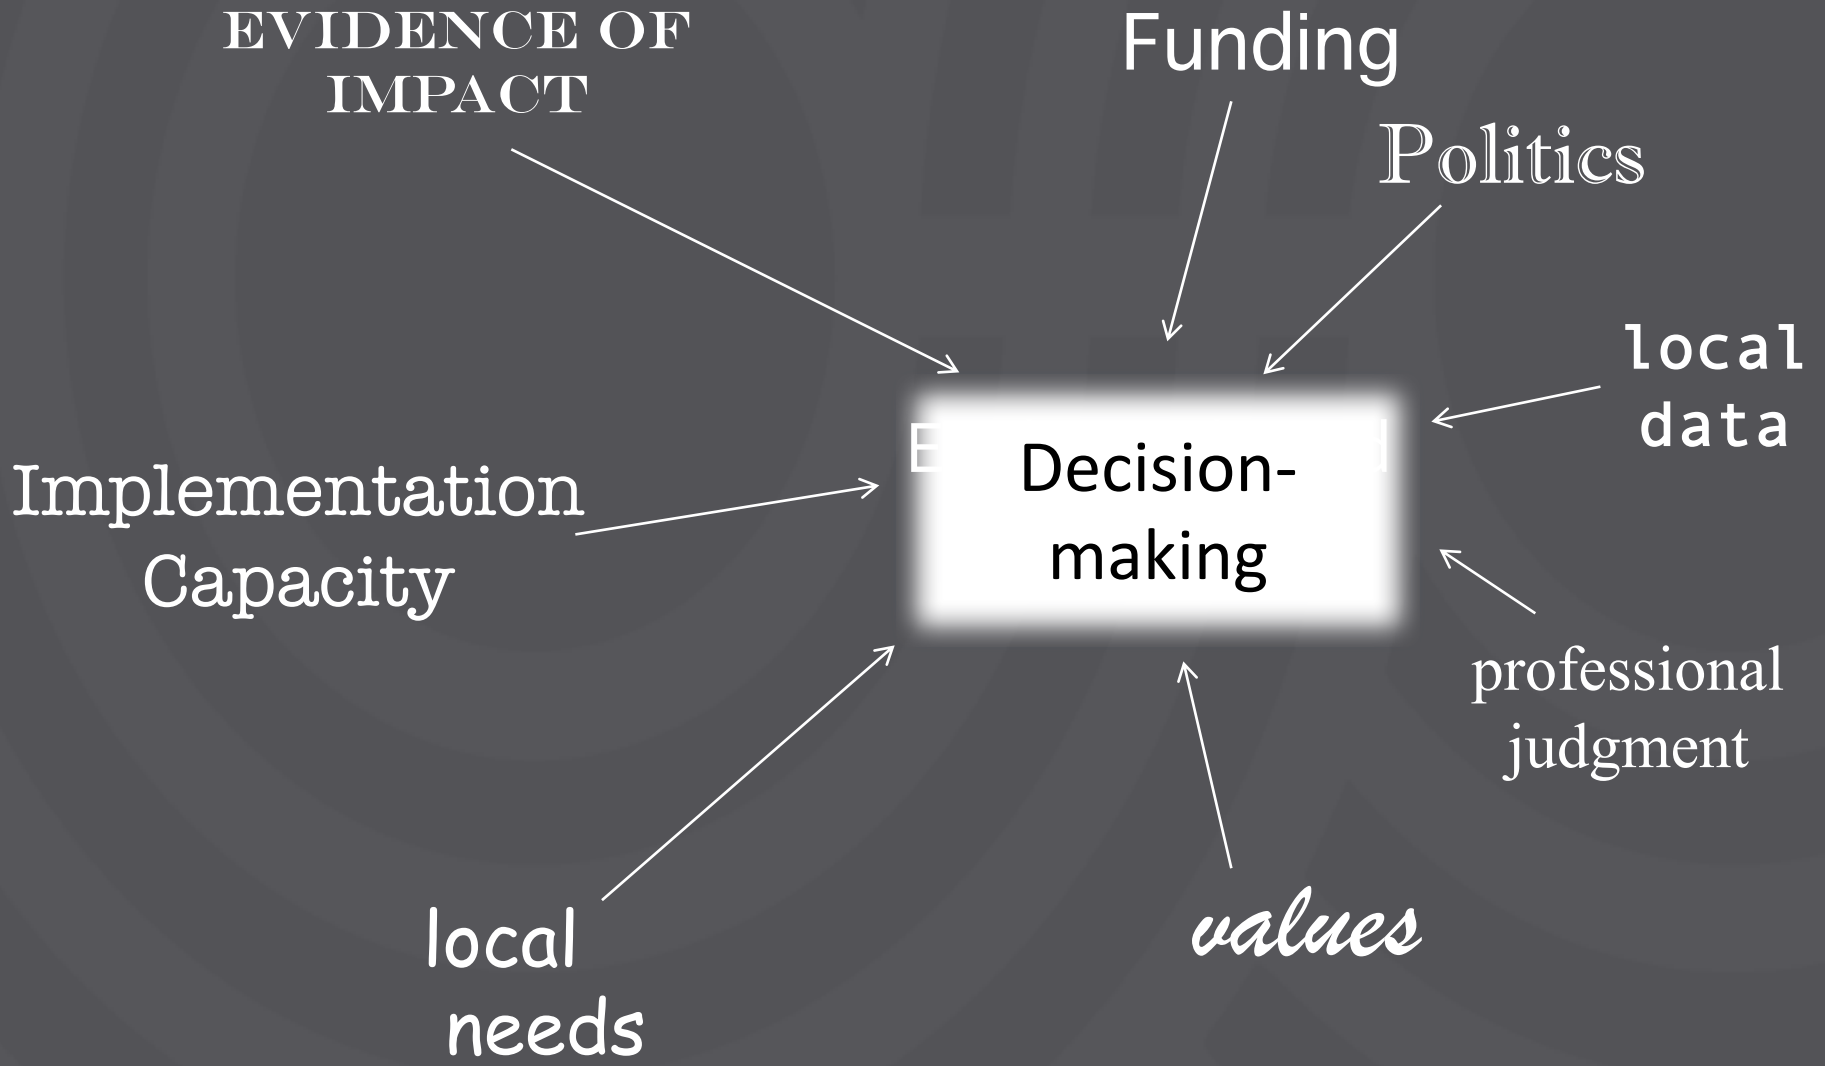 EVIDENCE OF
IMPACT
Funding
Politics
local
data
Decision-
making
Implementation
Capacity
professional
judgment
values
local
needs